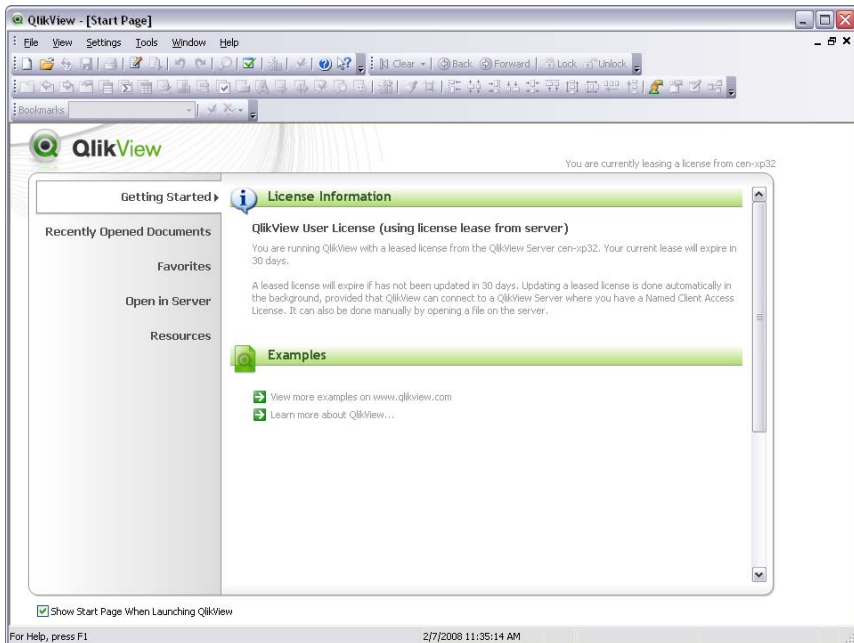 QlikView - [Start Page]
File View Settings Tools Window Help
Clear Back Forward Lock Unlock
Bookmarks
QlikView
You are currently leasing a license from cen-xp32
Getting Started
Recently Opened Documents
Favorites
Open in Server
Resources
License Information
QlikView User License (using license lease from server)
You are running QlikView with a leased license from the QlikView Server cen-xp32. Your current lease will expire in
30 days.
A leased license will expire if has not been updated in 30 days. Updating a leased license is done automatically in
the background, provided that QlikView can connect to a QlikView Server where you have a Named Client Access
License. It can also be done manually by opening a file on the server.
Examples
View more examples on www.qlikview.com
Learn more about QlikView...
Show Start Page When Launching QlikView
For Help, press F1
2/7/2008 11:35:14 AM